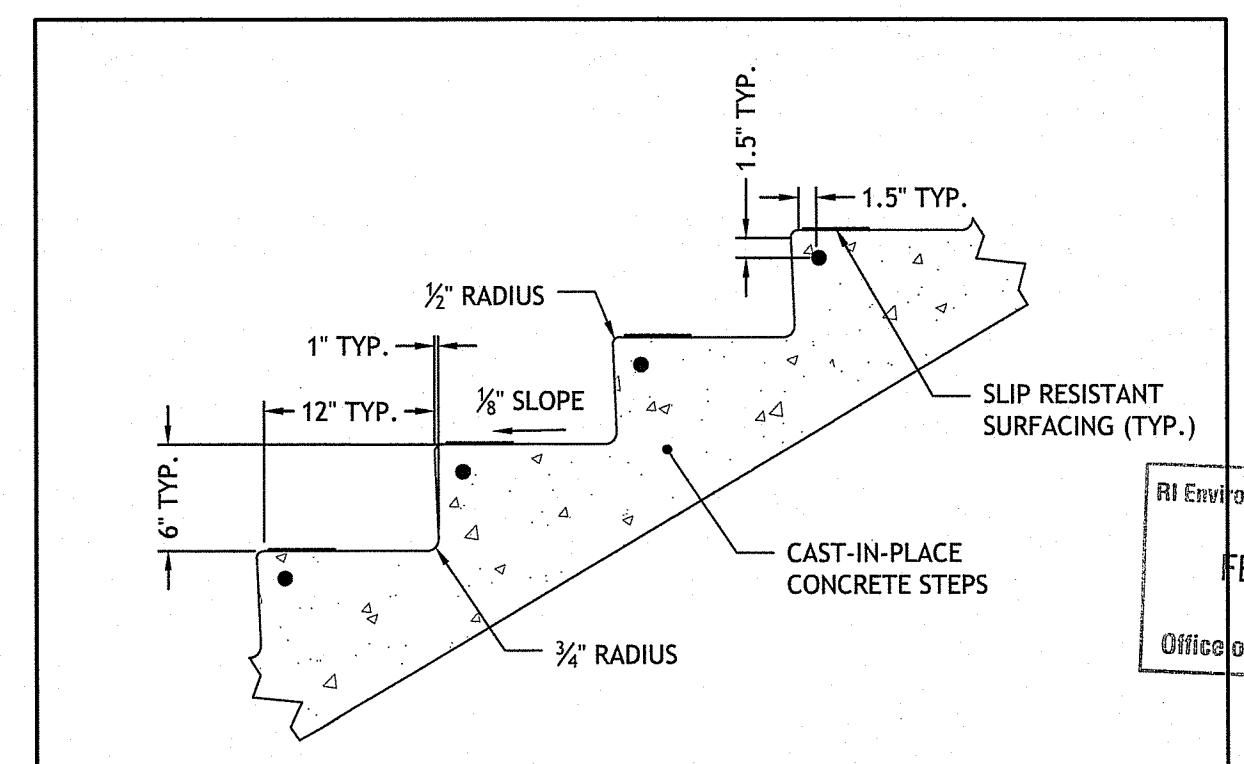 1.5" TYP.
1.5" TYP.
½" RADIUS
1" TYP.
12" TYP.
⅛" SLOPE
6" TYP.
SLIP RESISTANT
SURFACING (TYP.)
CAST-IN-PLACE
CONCRETE STEPS
¾" RADIUS
RI
Office